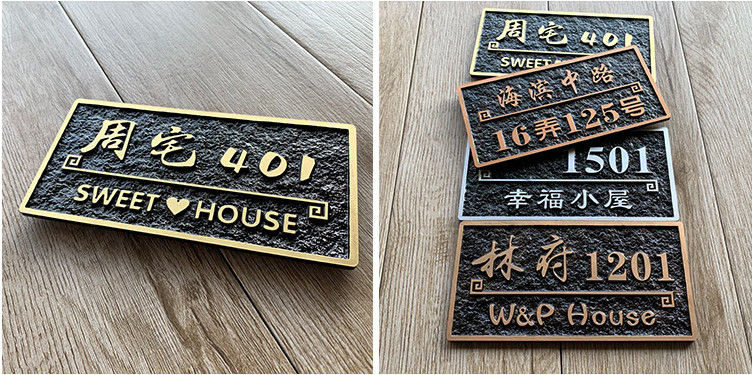 周宅 401
SWEET ♥ HOUSE
周宅 401
SWEET
海滨中路
16弄125号
1501
幸福小屋
林府 1201
W&P House